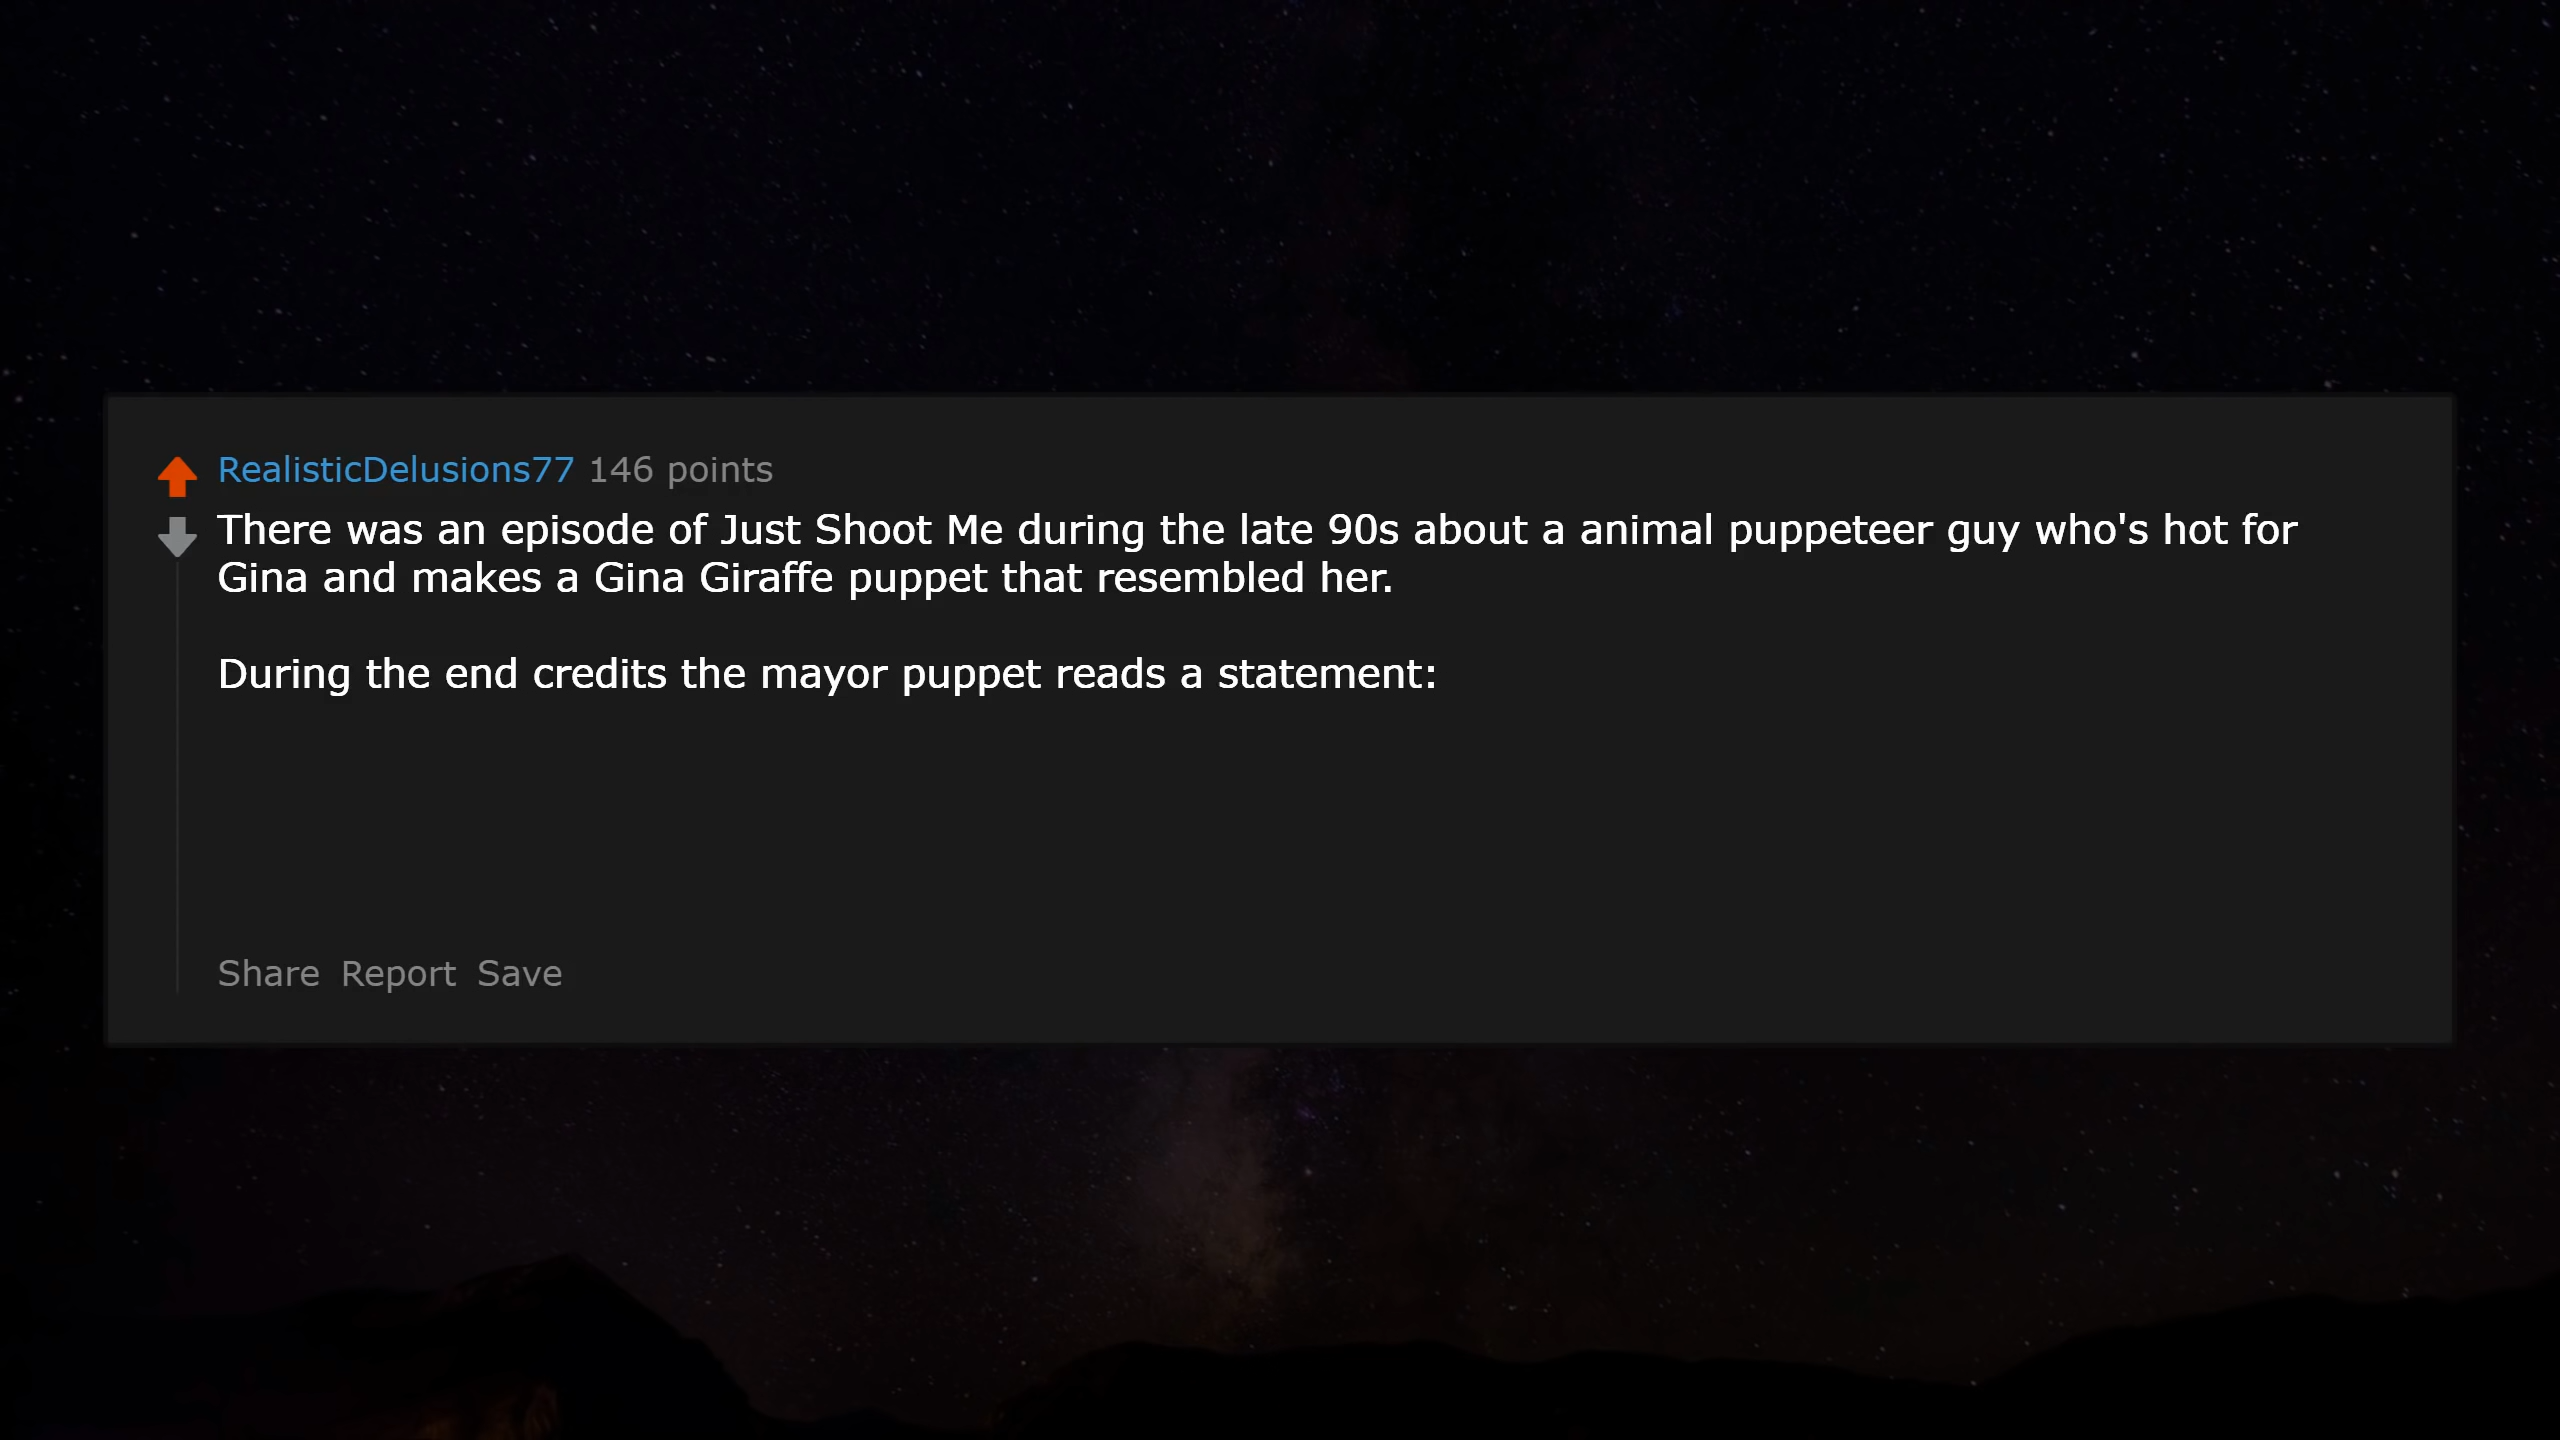 RealisticDelusions77 146 points
There was an episode of Just Shoot Me during the late 90s about a animal puppeteer guy who's hot for
Gina and makes a Gina Giraffe puppet that resembled her.
During the end credits the mayor puppet reads a statement:
Share Report Save